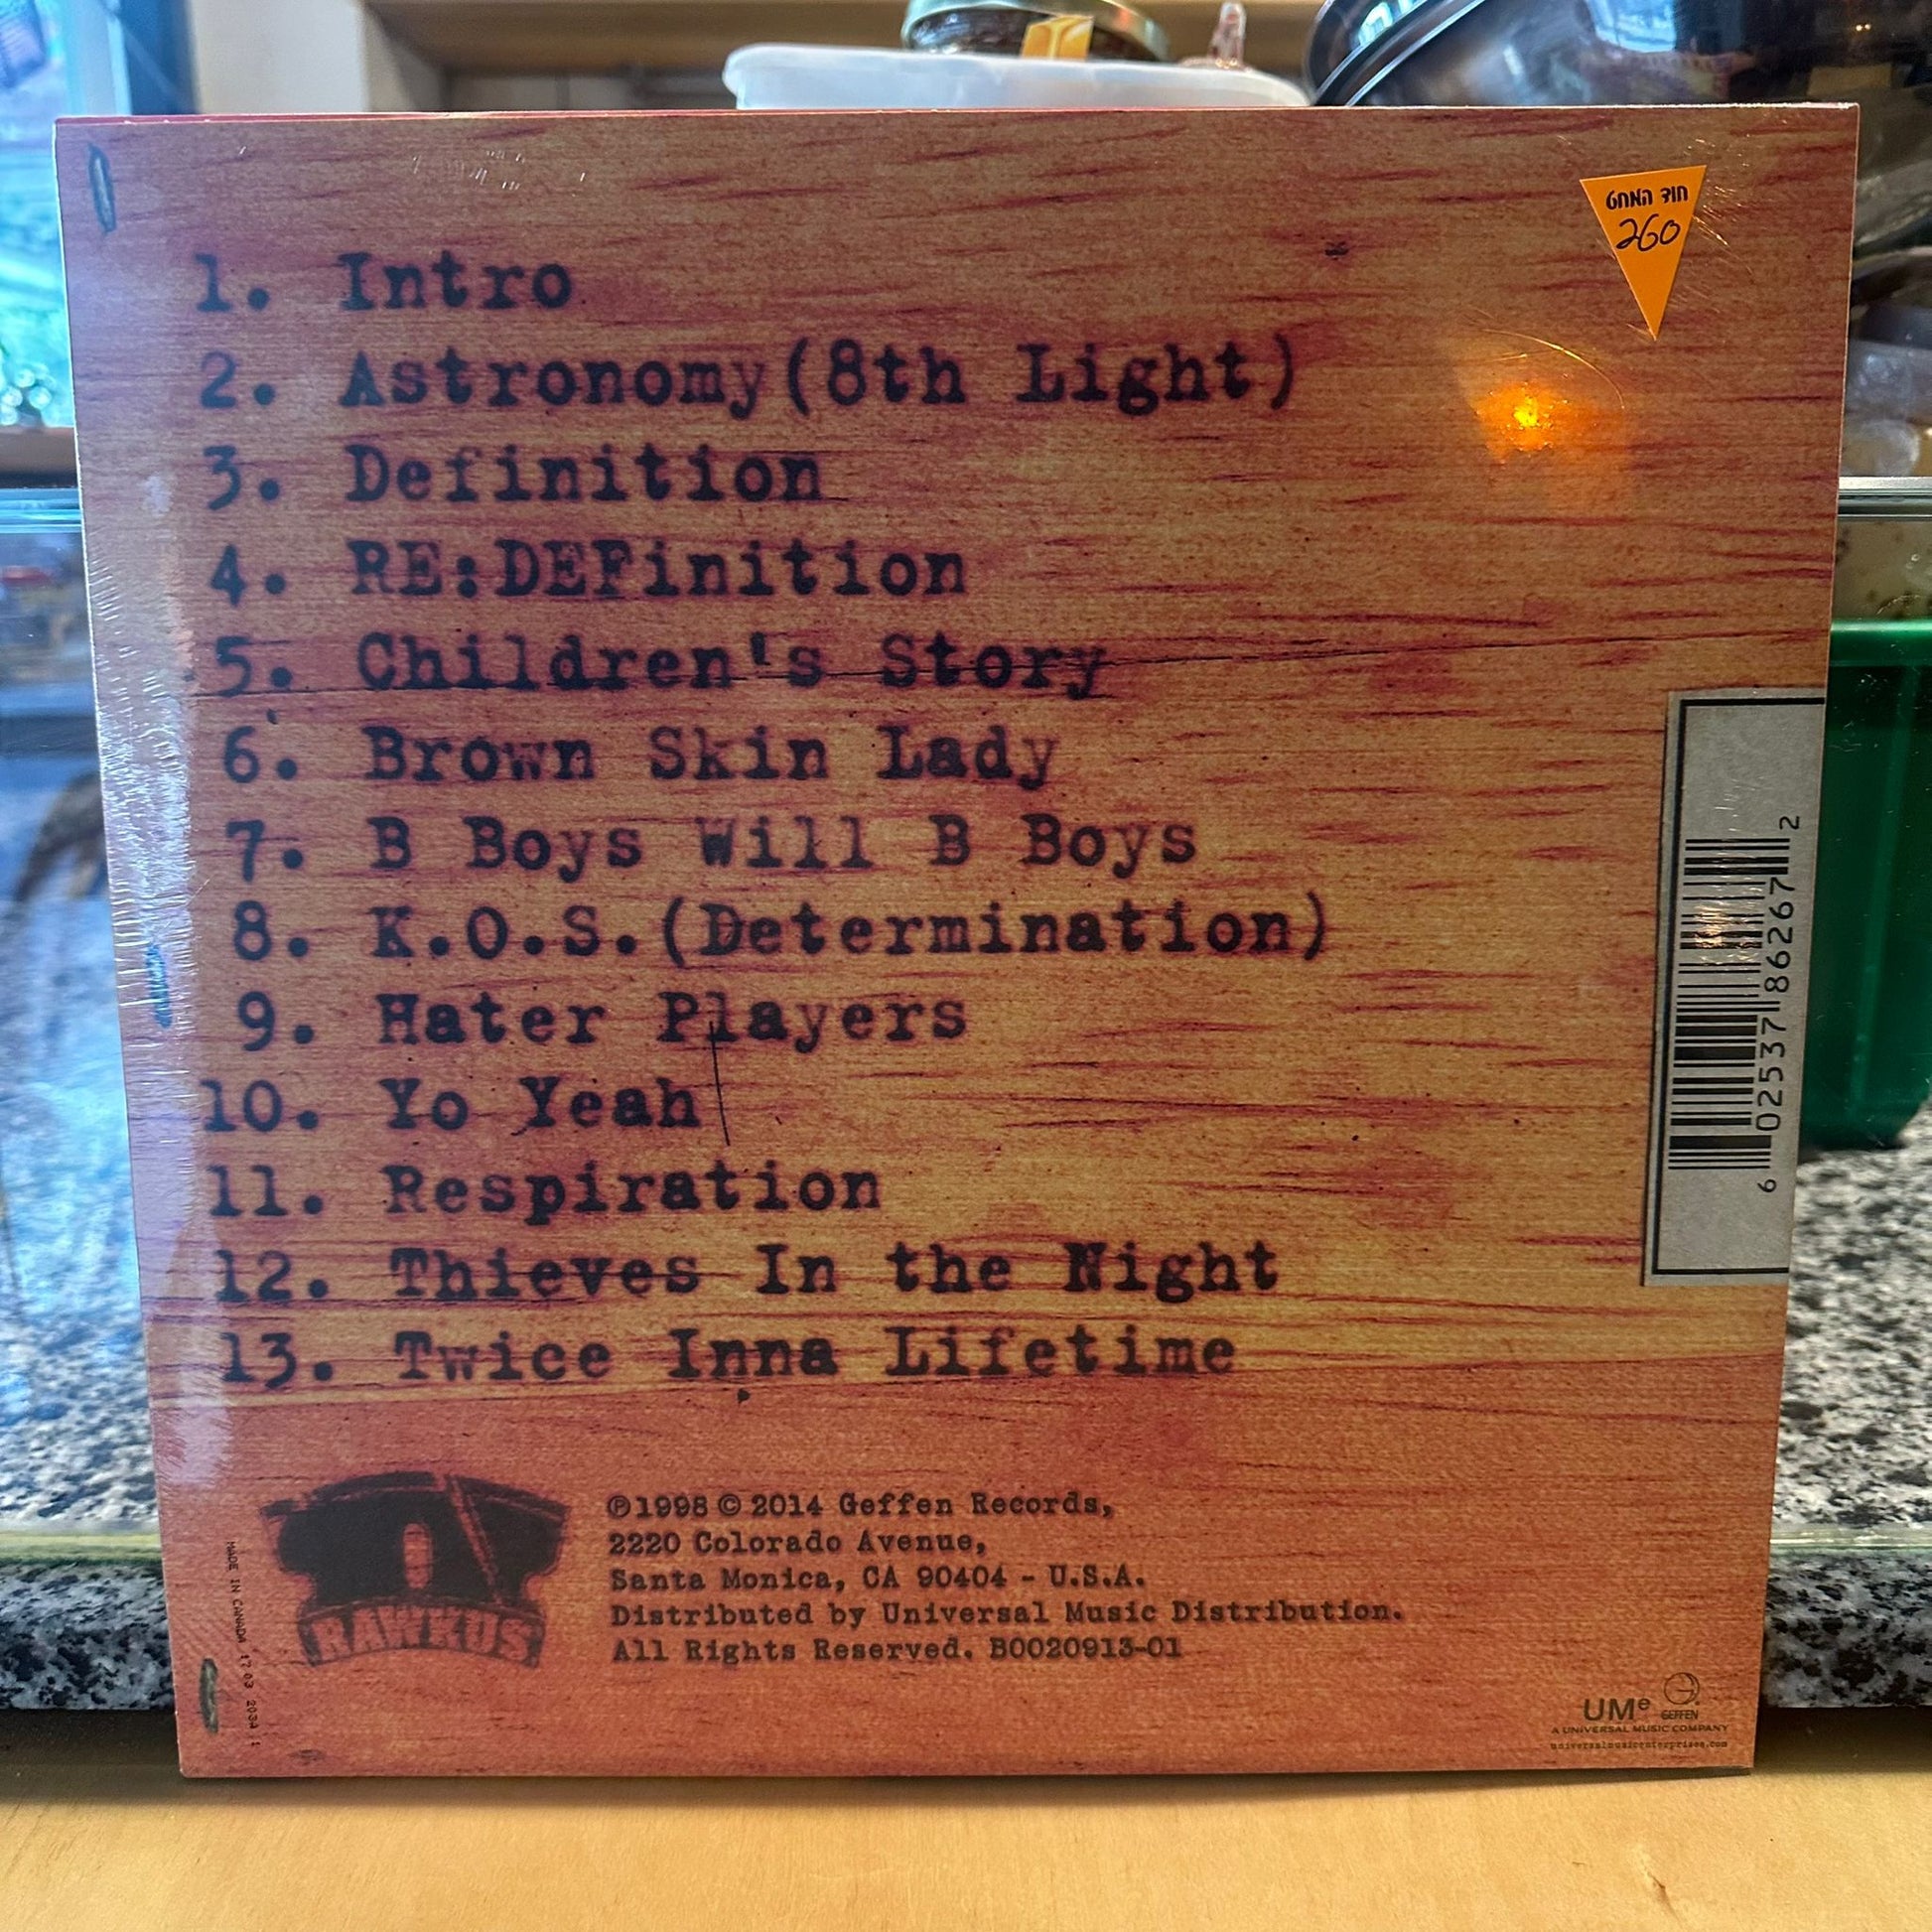 חוד המחט
260
1. Intro
2. Astronomy(8th Light)
3. Definition
4. RE:DEFinition
5. Children's Story
6. Brown Skin Lady
7. B Boys Will B Boys
8. K.O.S.(Determination)
9. Hater Players
10. Yo Yeah
11. Respiration
12. Thieves In the Night
13. Twice Inna Lifetime
6 02537 86267 2
RAWKUS
℗1998 © 2014 Geffen Records,
2220 Colorado Avenue,
Santa Monica, CA 90404 - U.S.A.
Distributed by Universal Music Distribution.
All Rights Reserved. B0020913-01
MADE IN CANADA
UMe
GEFFEN
A UNIVERSAL MUSIC COMPANY
universalmusicenterprises.com